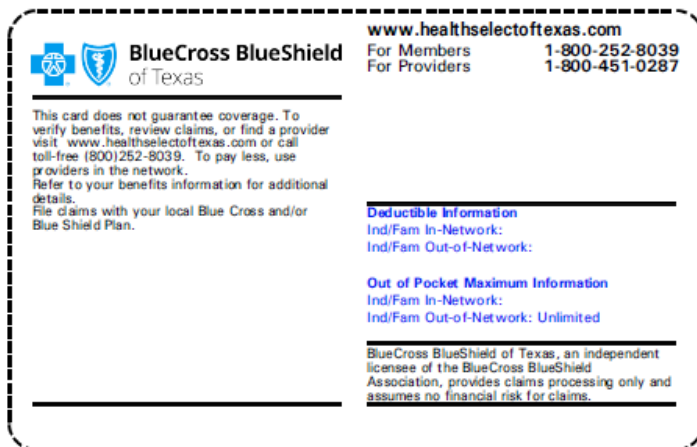 BlueCross BlueShield
of Texas
This card does not guarantee coverage. To
verify benefits, review claims, or find a provider
visit www.healthselectoftexas.com or call
toll-free (800)252-8039. To pay less, use
providers in the network.
Refer to your benefits information for additional
details.
File claims with your local Blue Cross and/or
Blue Shield Plan.
www.healthselectoftexas.com
For Members 1-800-252-8039
For Providers 1-800-451-0287
Deductible Information
Ind/Fam In-Network:
Ind/Fam Out-of-Network:
Out of Pocket Maximum Information
Ind/Fam In-Network:
Ind/Fam Out-of-Network: Unlimited
BlueCross BlueShield of Texas, an independent
licensee of the BlueCross BlueShield
Association, provides claims processing only and
assumes no financial risk for claims.